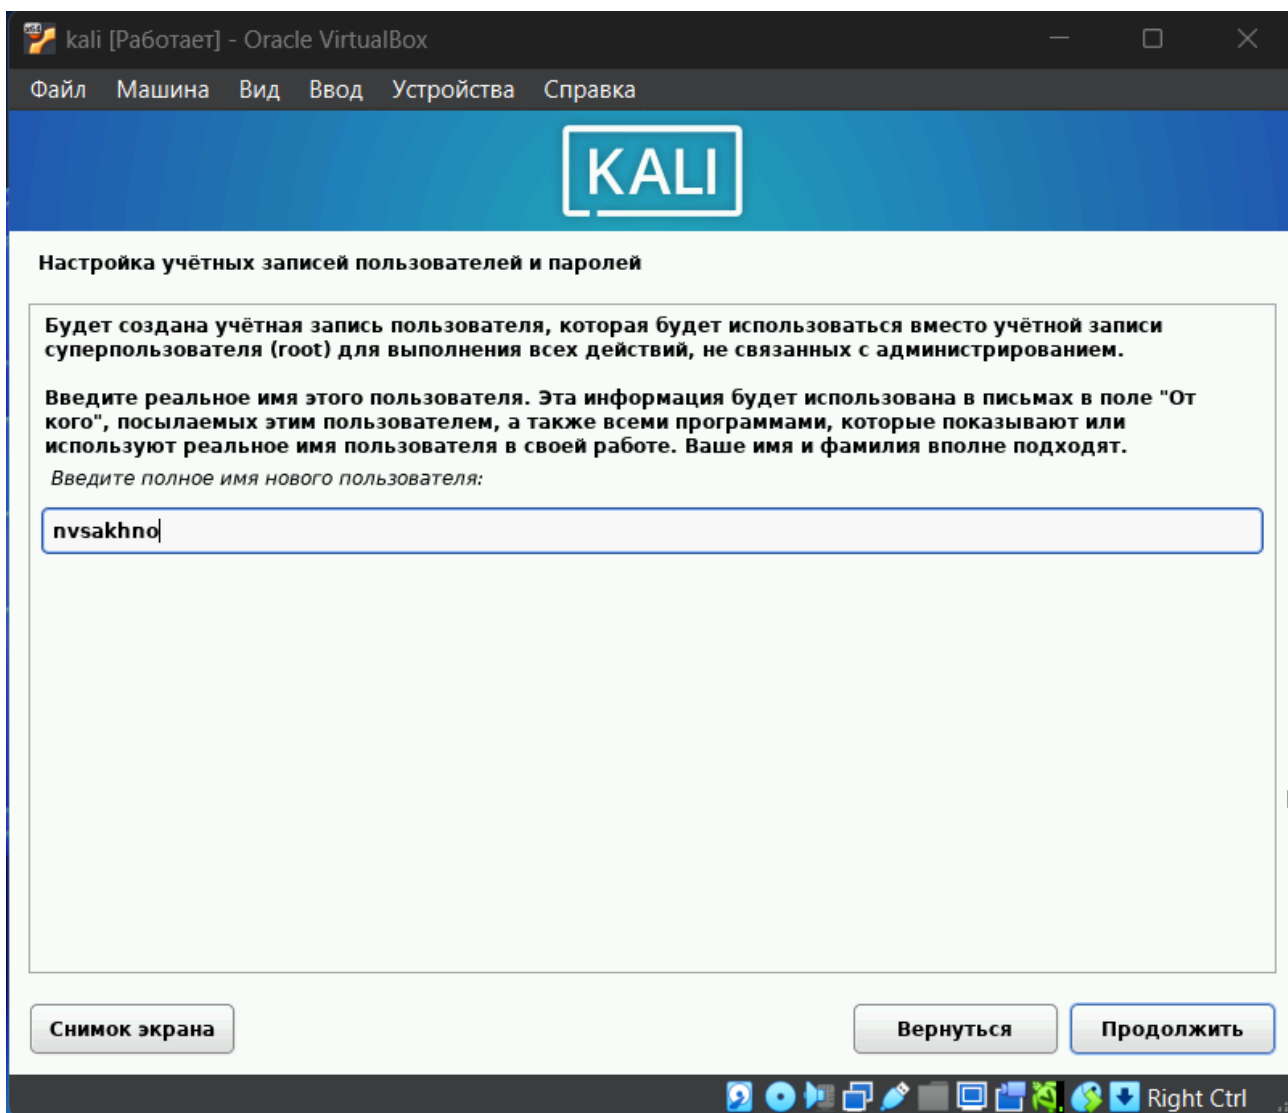 kali [Работает] - Oracle VirtualBox
Файл Машина Вид Ввод Устройства Справка
KALI
Настройка учётных записей пользователей и паролей
Будет создана учётная запись пользователя, которая будет использоваться вместо учётной записи
суперпользователя (root) для выполнения всех действий, не связанных с администрированием.
Введите реальное имя этого пользователя. Эта информация будет использована в письмах в поле "От
кого", посылаемых этим пользователем, а также всеми программами, которые показывают или
используют реальное имя пользователя в своей работе. Ваше имя и фамилия вполне подходят.
Введите полное имя нового пользователя:
nvsakhno
Снимок экрана Вернуться Продолжить
Right Ctrl